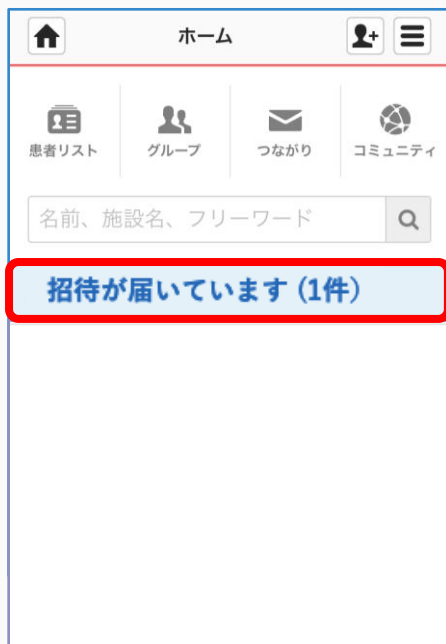 ホーム
患者リスト グループ つながり コミュニティ
名前、施設名、フリーワード
招待が届いています (1件)